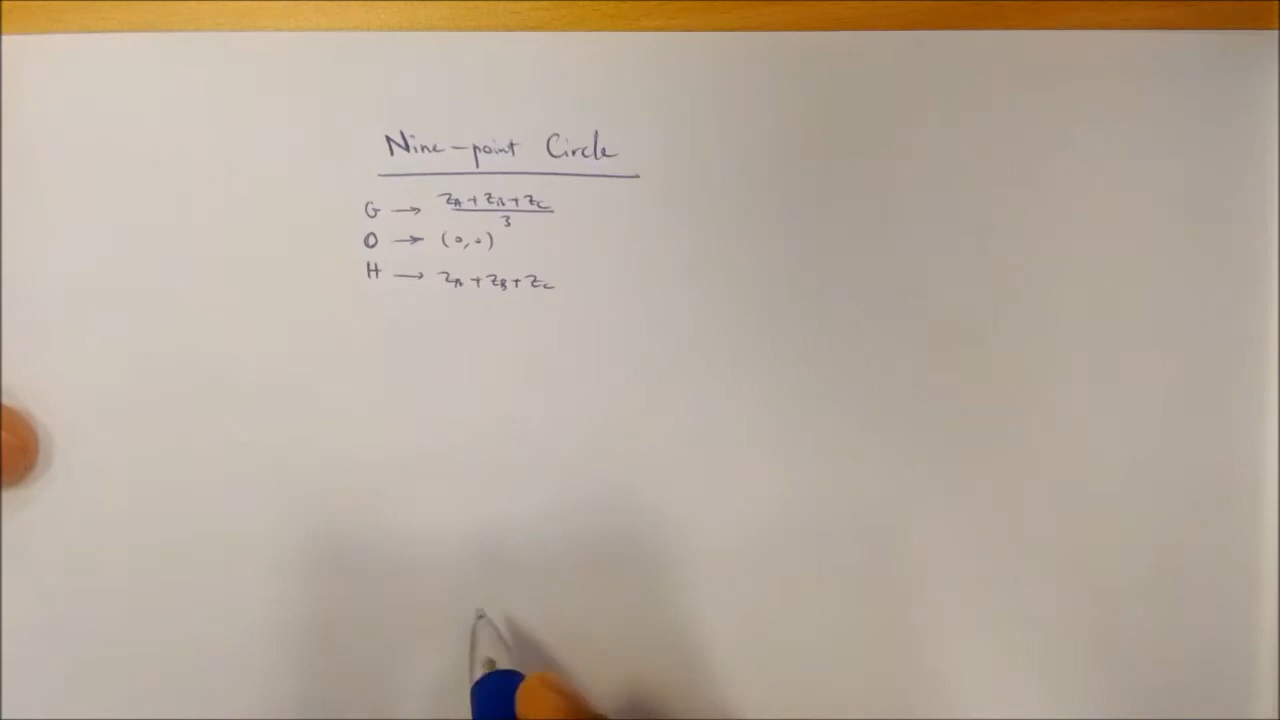 Nine-point Circle
G → (z_A + z_B + z_C)/3
O → (0,0)
H → z_A + z_B + z_C